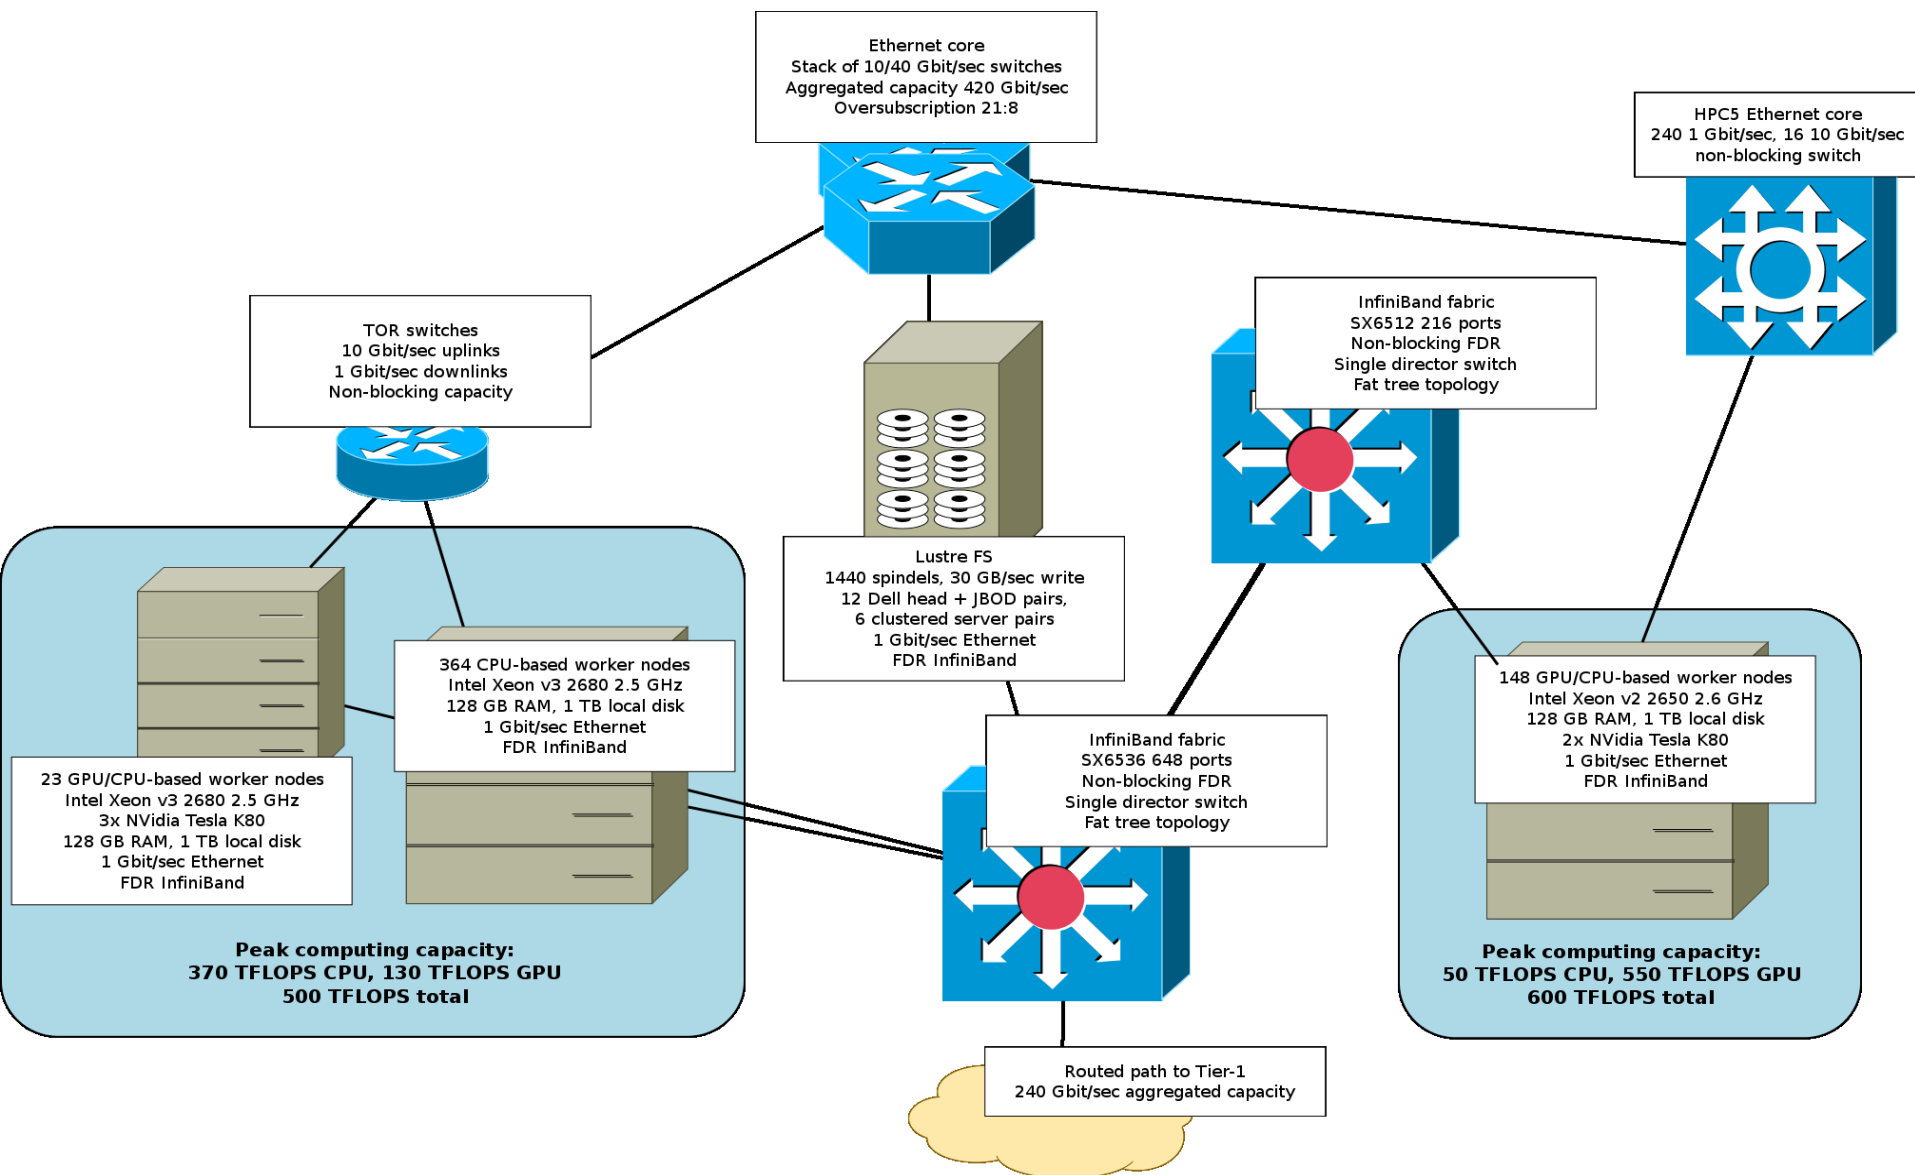 Ethernet core
Stack of 10/40 Gbit/sec switches
Aggregated capacity 420 Gbit/sec
Oversubscription 21:8
HPC5 Ethernet core
240 1 Gbit/sec, 16 10 Gbit/sec
non-blocking switch
TOR switches
10 Gbit/sec uplinks
1 Gbit/sec downlinks
Non-blocking capacity
InfiniBand fabric
SX6512 216 ports
Non-blocking FDR
Single director switch
Fat tree topology
Lustre FS
1440 spindels, 30 GB/sec write
12 Dell head + JBOD pairs,
6 clustered server pairs
1 Gbit/sec Ethernet
FDR InfiniBand
364 CPU-based worker nodes
Intel Xeon v3 2680 2.5 GHz
128 GB RAM, 1 TB local disk
1 Gbit/sec Ethernet
FDR InfiniBand
23 GPU/CPU-based worker nodes
Intel Xeon v3 2680 2.5 GHz
3x NVidia Tesla K80
128 GB RAM, 1 TB local disk
1 Gbit/sec Ethernet
FDR InfiniBand
InfiniBand fabric
SX6536 648 ports
Non-blocking FDR
Single director switch
Fat tree topology
148 GPU/CPU-based worker nodes
Intel Xeon v2 2650 2.6 GHz
128 GB RAM, 1 TB local disk
2x NVidia Tesla K80
1 Gbit/sec Ethernet
FDR InfiniBand
Peak computing capacity:
370 TFLOPS CPU, 130 TFLOPS GPU
500 TFLOPS total
Peak computing capacity:
50 TFLOPS CPU, 550 TFLOPS GPU
600 TFLOPS total
Routed path to Tier-1
240 Gbit/sec aggregated capacity